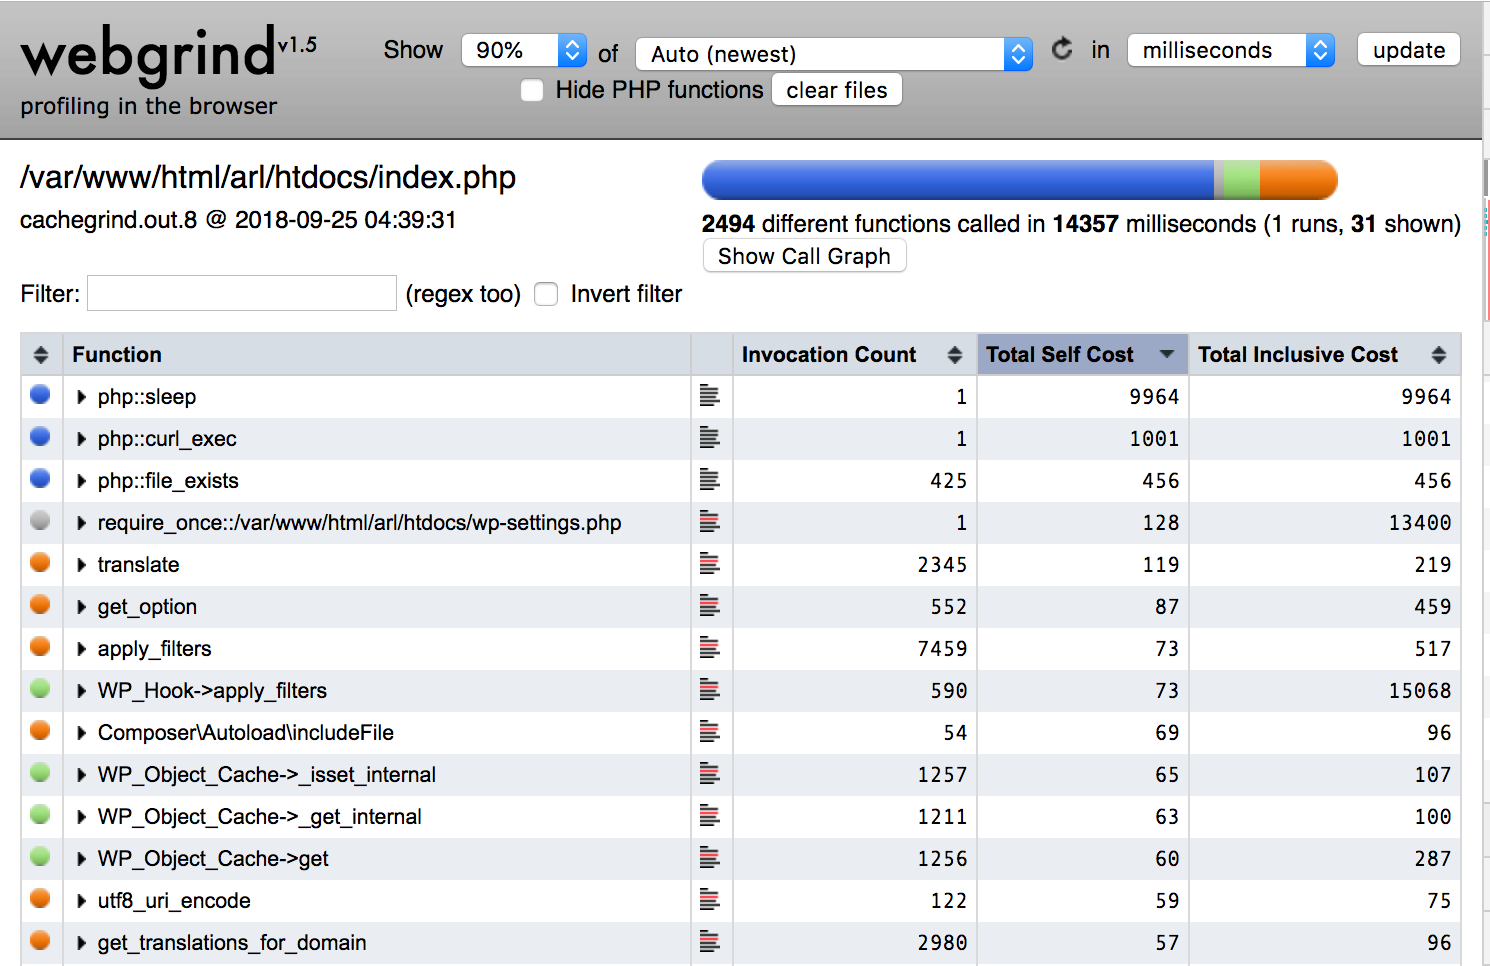 webgrind v1.5
profiling in the browser
Show 90% of Auto (newest) in milliseconds update
Hide PHP functions clear files
/var/www/html/arl/htdocs/index.php
cachegrind.out.8 @ 2018-09-25 04:39:31
2494 different functions called in 14357 milliseconds (1 runs, 31 shown)
Show Call Graph
Filter: (regex too) Invert filter
Function Invocation Count Total Self Cost Total Inclusive Cost
php::sleep 1 9964 9964
php::curl_exec 1 1001 1001
php::file_exists 425 456 456
require_once::/var/www/html/arl/htdocs/wp-settings.php 1 128 13400
translate 2345 119 219
get_option 552 87 459
apply_filters 7459 73 517
WP_Hook->apply_filters 590 73 15068
Composer\Autoload\includeFile 54 69 96
WP_Object_Cache->_isset_internal 1257 65 107
WP_Object_Cache->_get_internal 1211 63 100
WP_Object_Cache->get 1256 60 287
utf8_uri_encode 122 59 75
get_translations_for_domain 2980 57 96